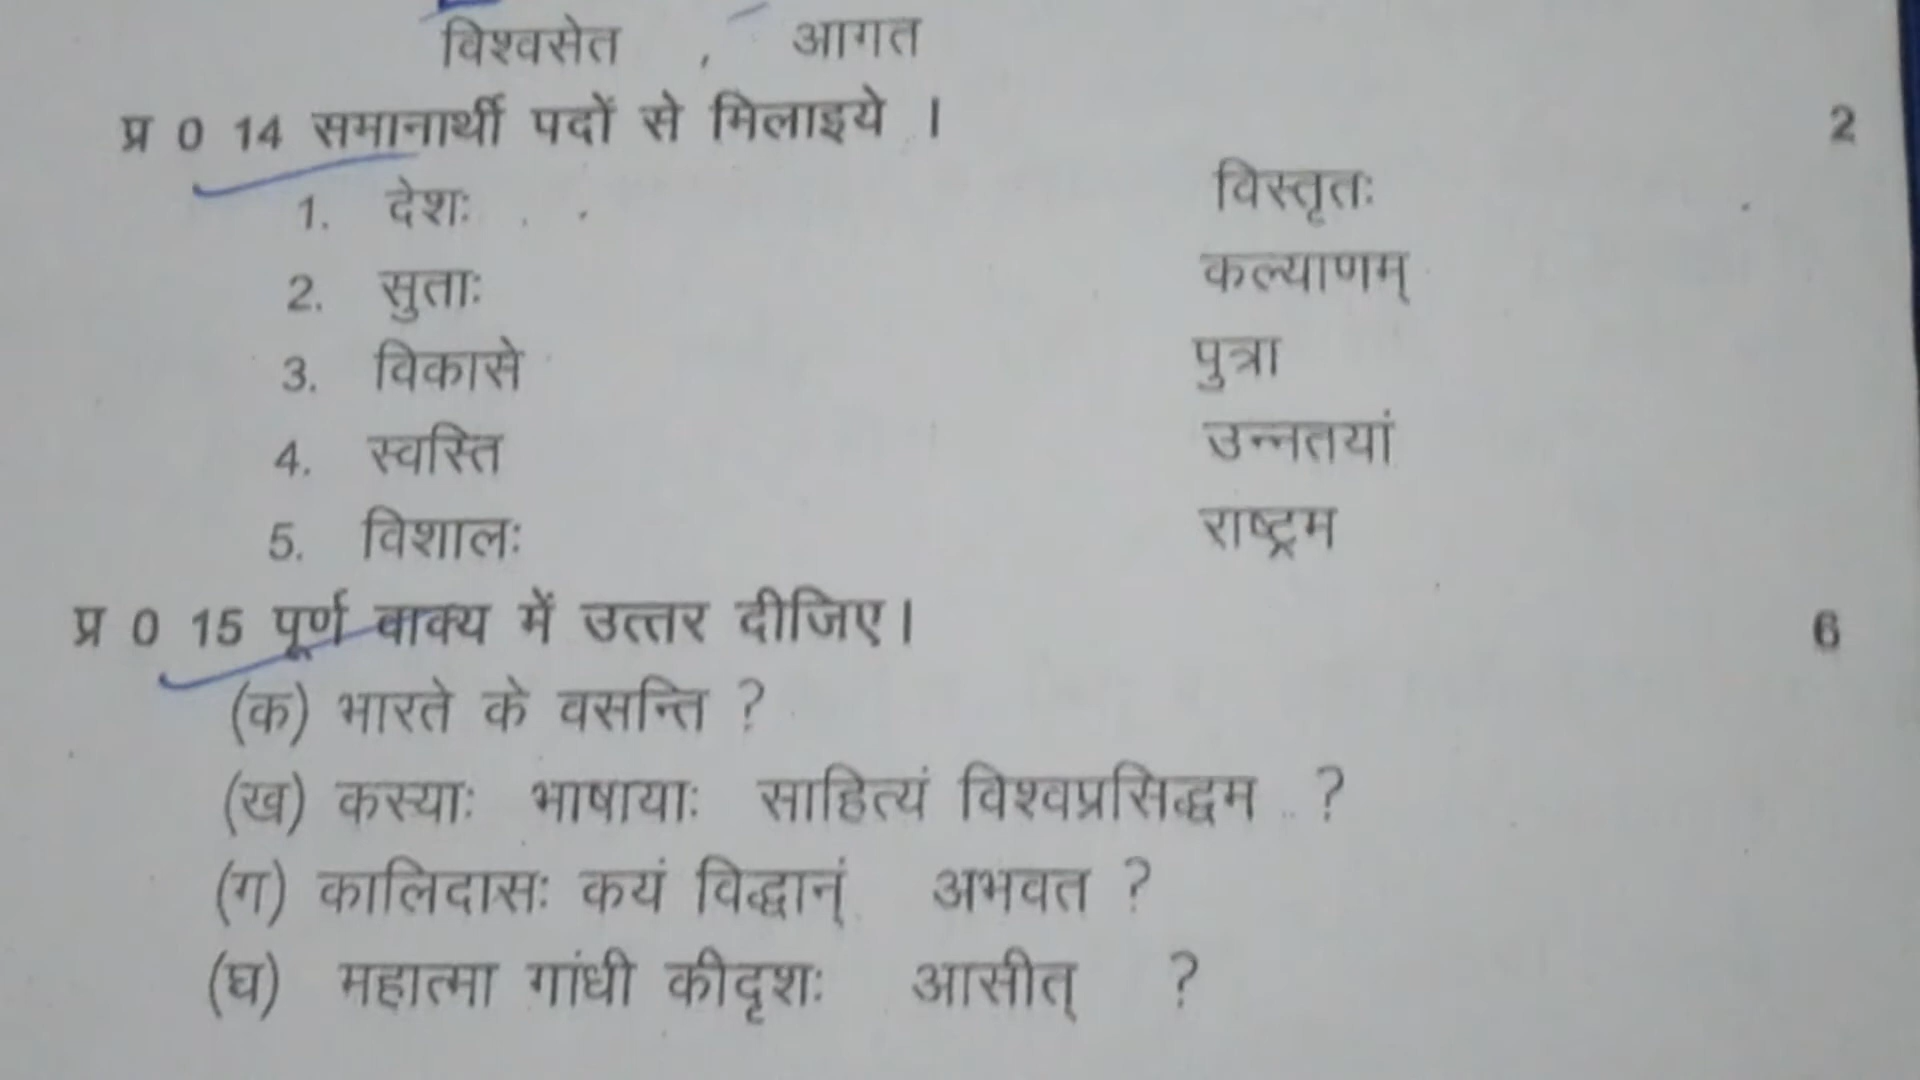 विश्वसेत , आगत
प्र 0 14 समानार्थी पदों से मिलाइये । 2
1. देशः विस्तृतः
2. सुताः कल्याणम्
3. विकासे पुत्रा
4. स्वस्ति उन्नतयां
5. विशालः राष्ट्रम
प्र 0 15 पूर्ण वाक्य में उत्तर दीजिए। 6
(क) भारते के वसन्ति ?
(ख) कस्याः भाषायाः साहित्यं विश्वप्रसिद्धम ?
(ग) कालिदासः कयं विद्धान्ं अभवत ?
(घ) महात्मा गांधी कीदृशः आसीत् ?